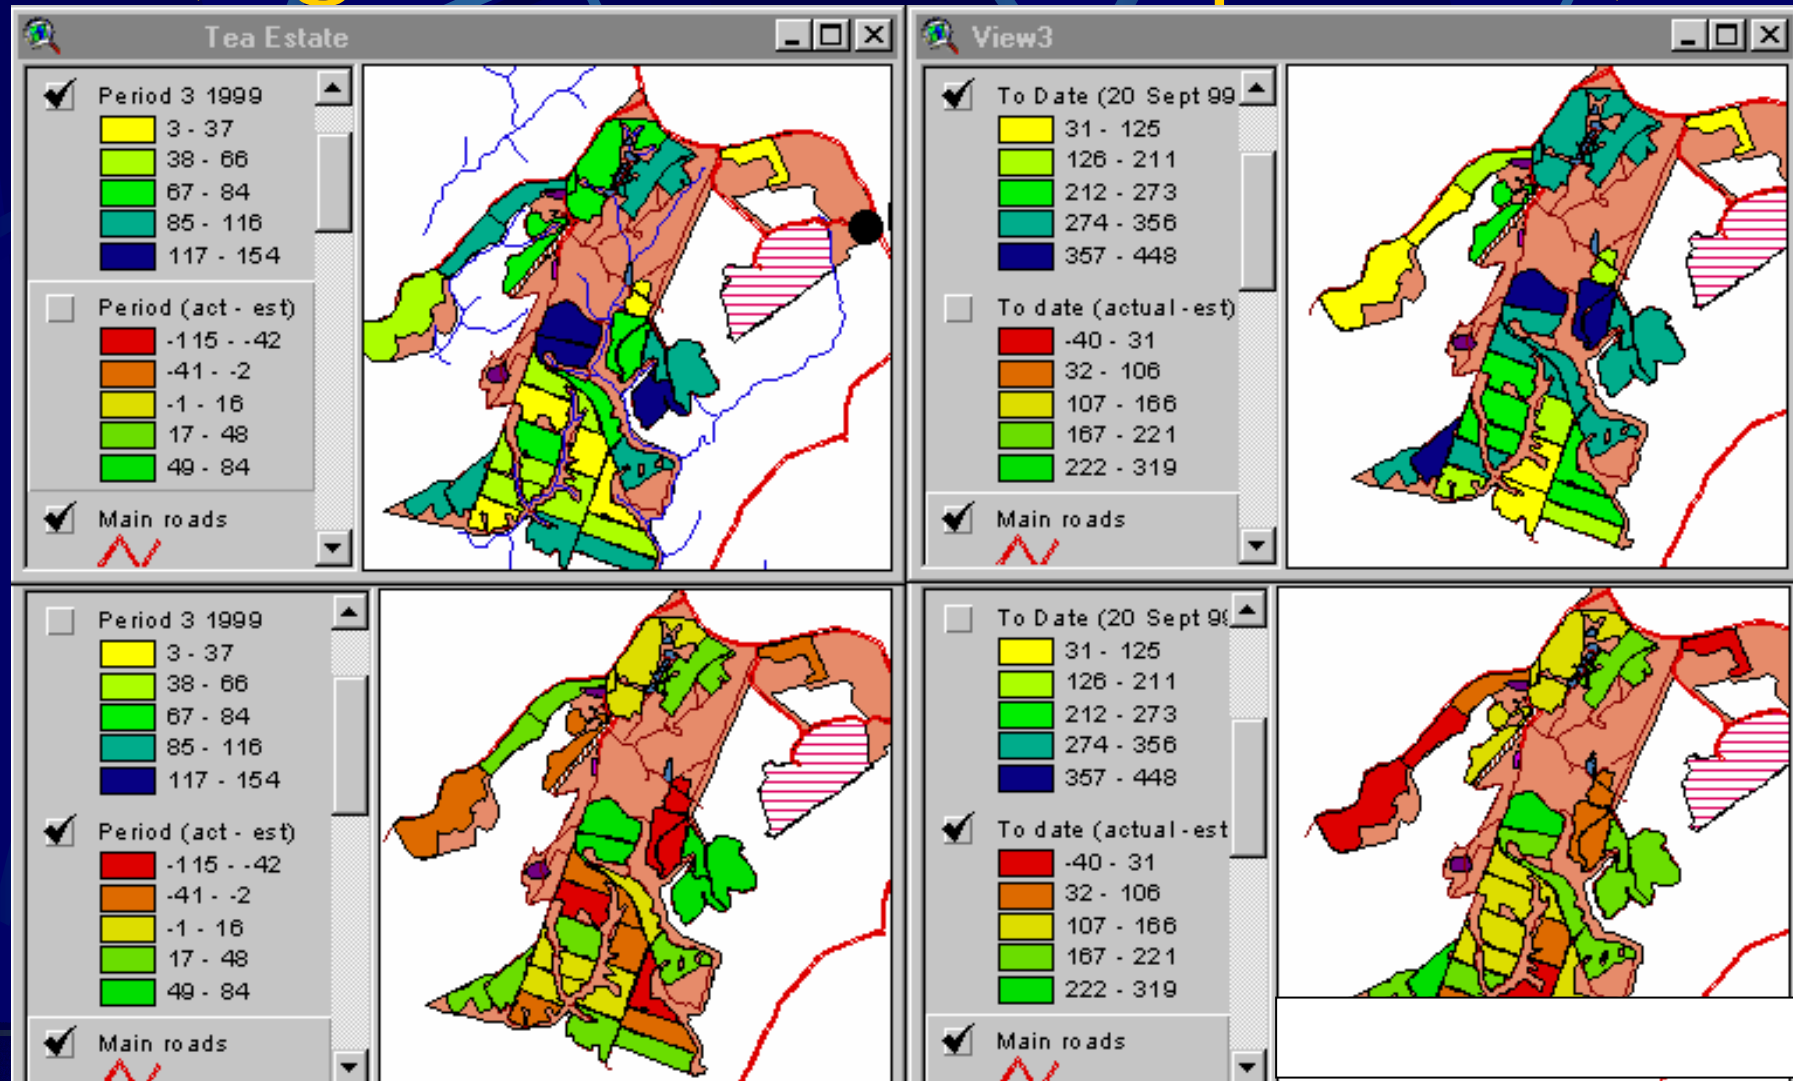 Tea Estate
Period 3 1999
3 - 37
38 - 66
67 - 84
85 - 116
117 - 154
Period (act - est)
-115 - -42
-41 - -2
-1 - 16
17 - 48
49 - 84
Main roads
View3
To Date (20 Sept 99
31 - 125
126 - 211
212 - 273
274 - 356
357 - 448
To date (actual -est)
-40 - 31
32 - 106
107 - 166
167 - 221
222 - 319
Main roads
Period 3 1999
3 - 37
38 - 66
67 - 84
85 - 116
117 - 154
Period (act - est)
-115 - -42
-41 - -2
-1 - 16
17 - 48
49 - 84
Main roads
To Date (20 Sept 99
31 - 125
126 - 211
212 - 273
274 - 356
357 - 448
To date (actual -est
-40 - 31
32 - 106
107 - 166
167 - 221
222 - 319
Main roads